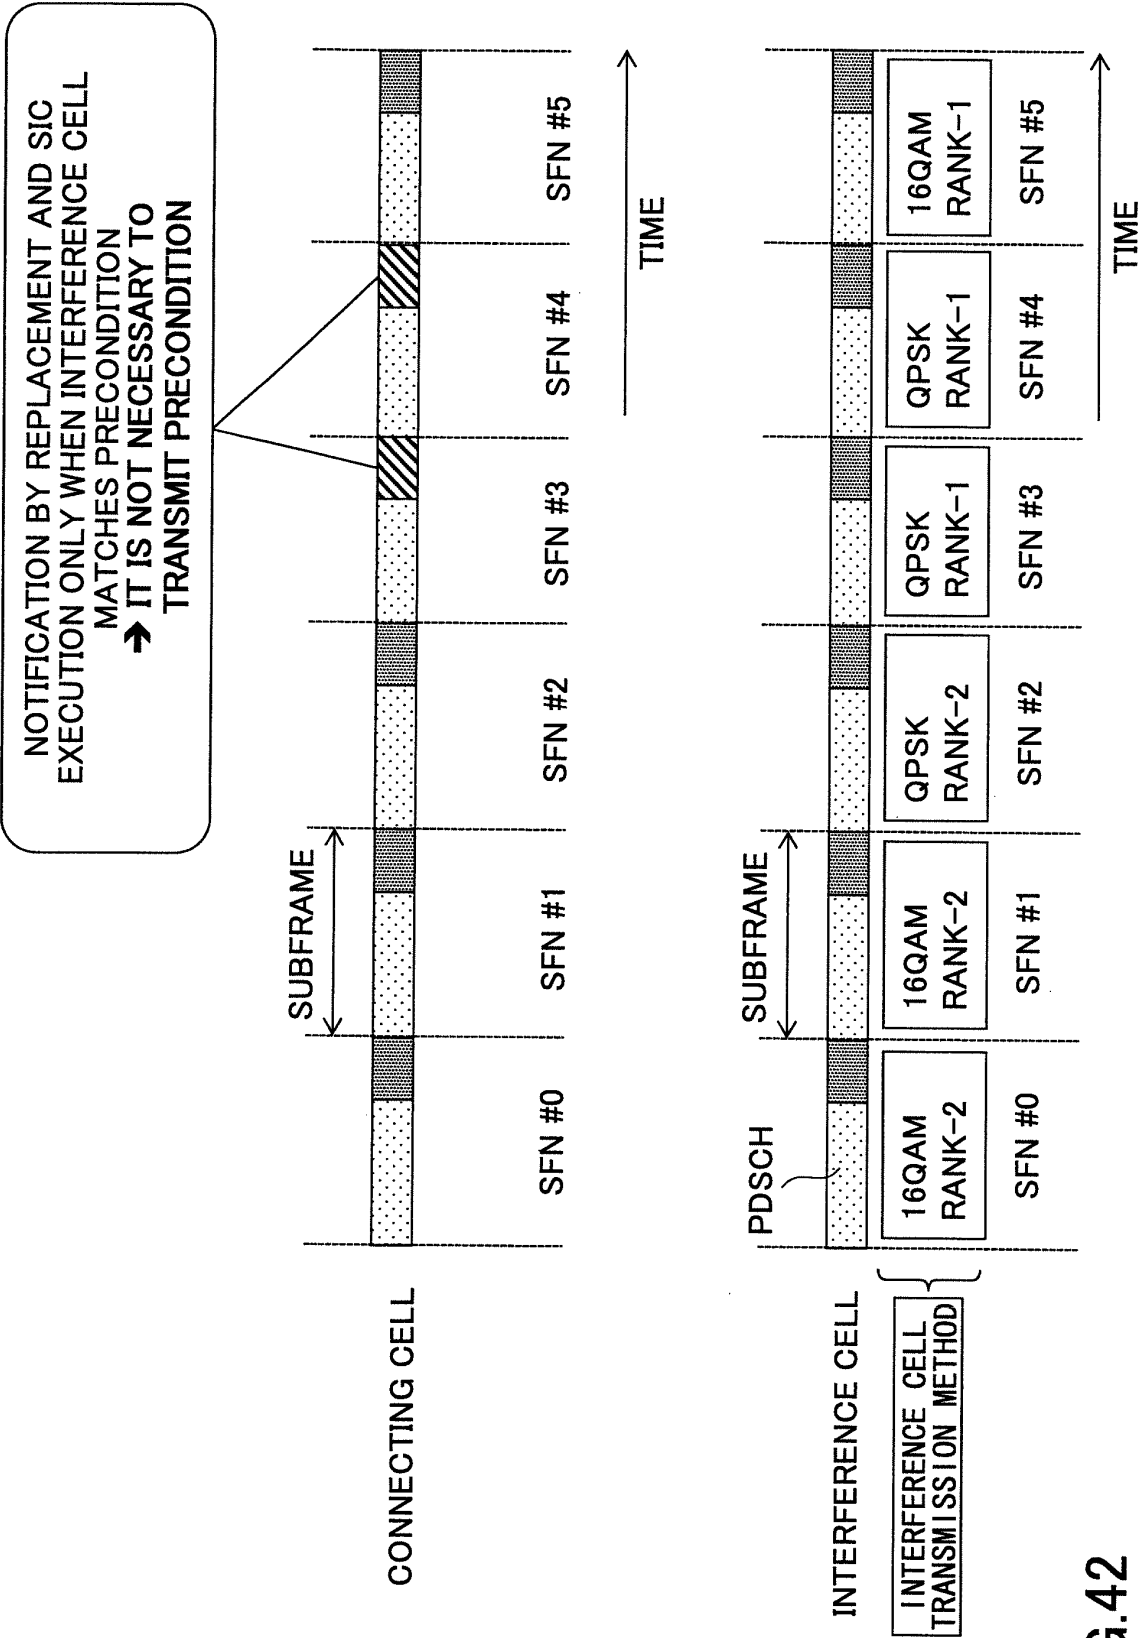 NOTIFICATION BY REPLACEMENT AND SIC
EXECUTION ONLY WHEN INTERFERENCE CELL
MATCHES PRECONDITION
➔ IT IS NOT NECESSARY TO
TRANSMIT PRECONDITION
SUBFRAME
CONNECTING CELL
SFN #0
SFN #1
SFN #2
SFN #3
SFN #4
SFN #5
TIME
PDSCH
SUBFRAME
INTERFERENCE CELL
INTERFERENCE CELL
TRANSMISSION METHOD
16QAM
RANK-2
16QAM
RANK-2
QPSK
RANK-2
QPSK
RANK-1
QPSK
RANK-1
16QAM
RANK-1
SFN #0
SFN #1
SFN #2
SFN #3
SFN #4
SFN #5
TIME
G.42